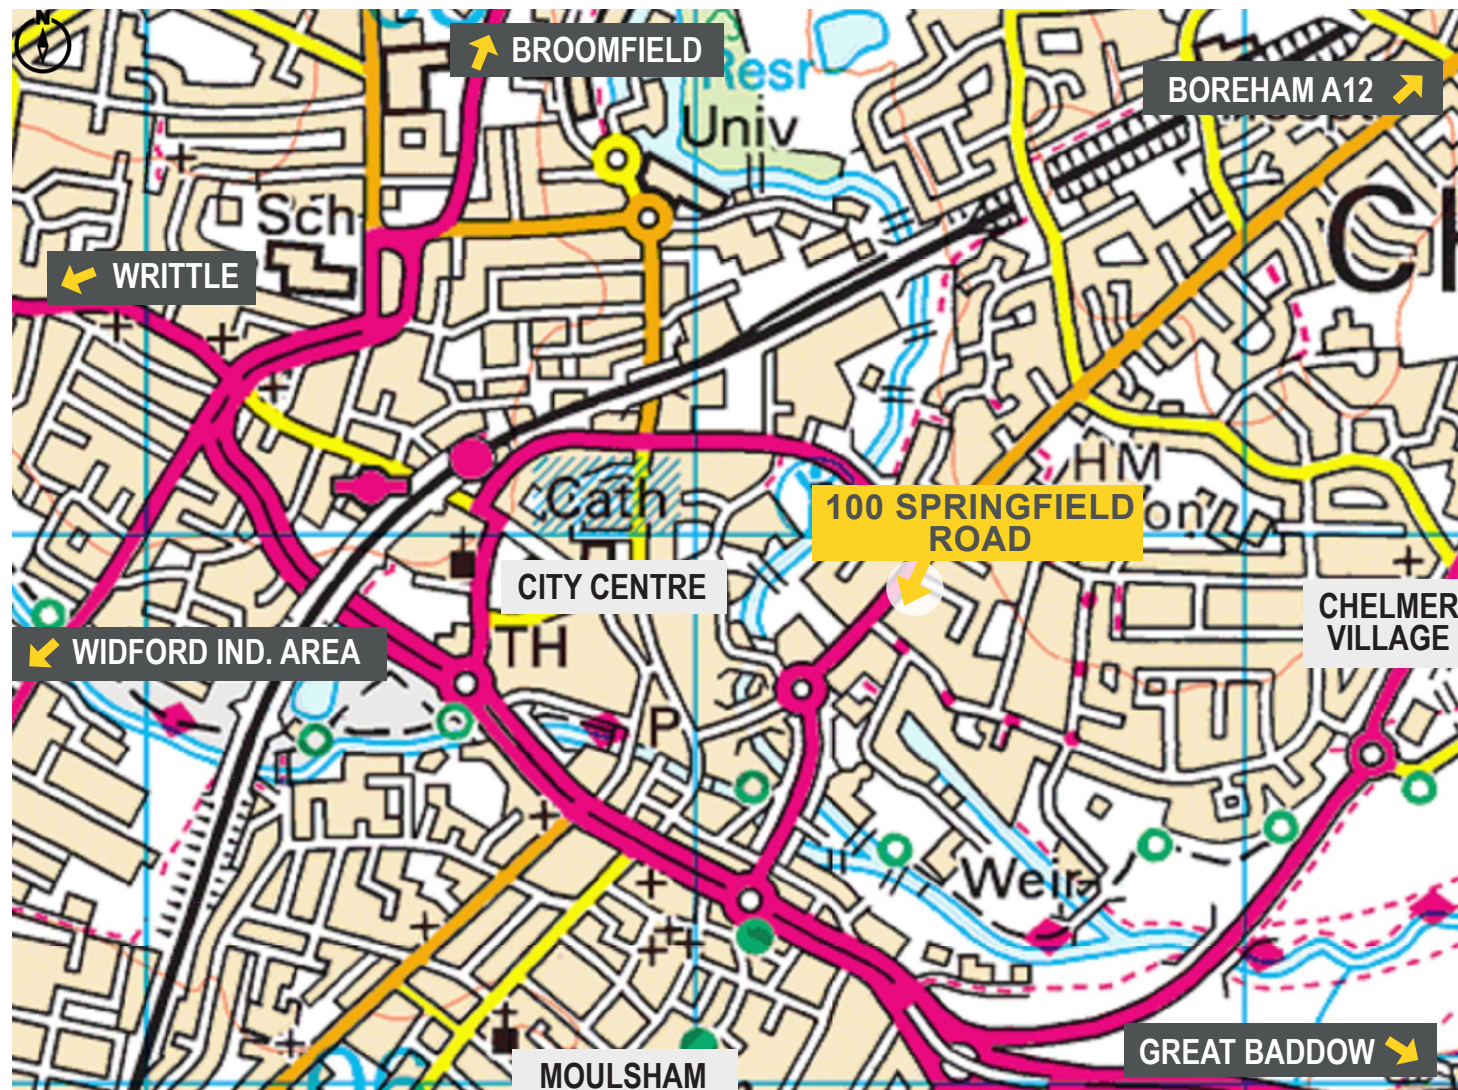 N
BROOMFIELD
Resr
BOREHAM A12
Univ
Sch
WRITTLE
HM
Cath
100 SPRINGFIELD
ROAD
CITY CENTRE
CHELMER
VILLAGE
TH
WIDFORD IND. AREA
P
Weir
GREAT BADDOW
MOULSHAM